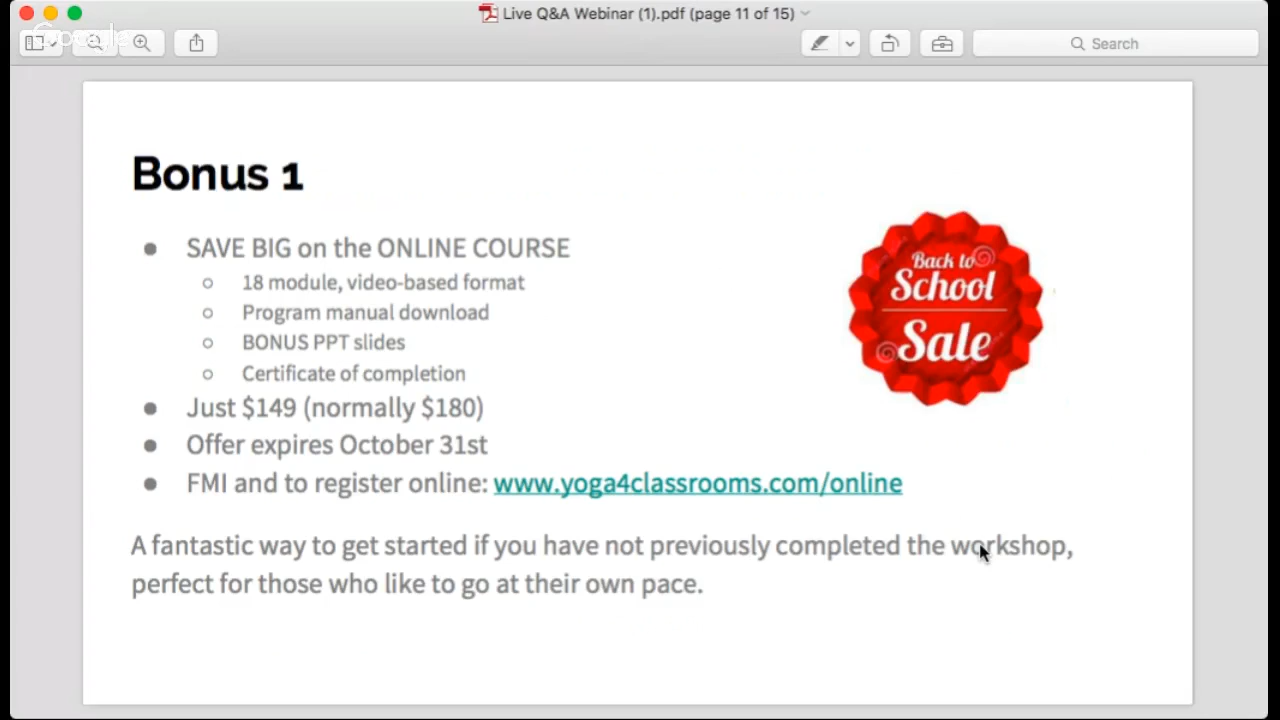 Live Q&A Webinar (1).pdf (page 11 of 15)
Google
Search
Bonus 1
SAVE BIG on the ONLINE COURSE
18 module, video-based format
Program manual download
BONUS PPT slides
Certificate of completion
Just $149 (normally $180)
Offer expires October 31st
FMI and to register online: www.yoga4classrooms.com/online
A fantastic way to get started if you have not previously completed the workshop,
perfect for those who like to go at their own pace.
Back to
School
Sale